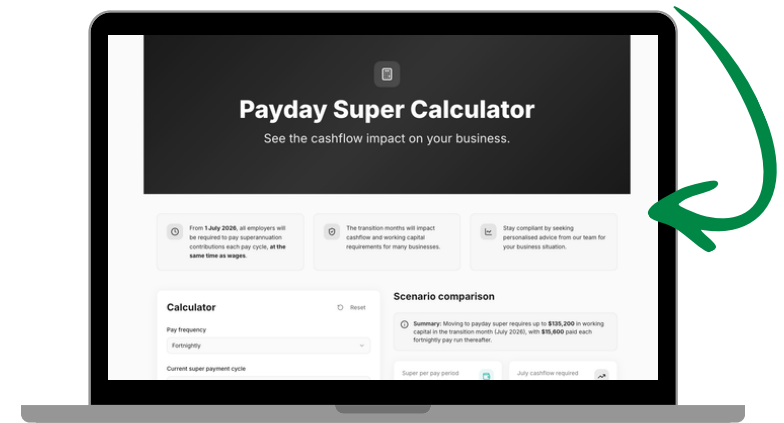 Payday Super Calculator
See the cashflow impact on your business.
From 1 July 2026, all employers will
be required to pay superannuation
contributions each pay cycle, at the
same time as wages.
The transition months will impact
cashflow and working capital
requirements for many businesses.
Stay compliant by seeking
personalised advice from our team for
your business situation.
Calculator
Reset
Pay frequency
Fortnightly
Current super payment cycle
Scenario comparison
Summary: Moving to payday super requires up to $135,200 in working
capital in the transition month (July 2026), with $15,600 paid each
fortnightly pay run thereafter.
Super per pay period
July cashflow required